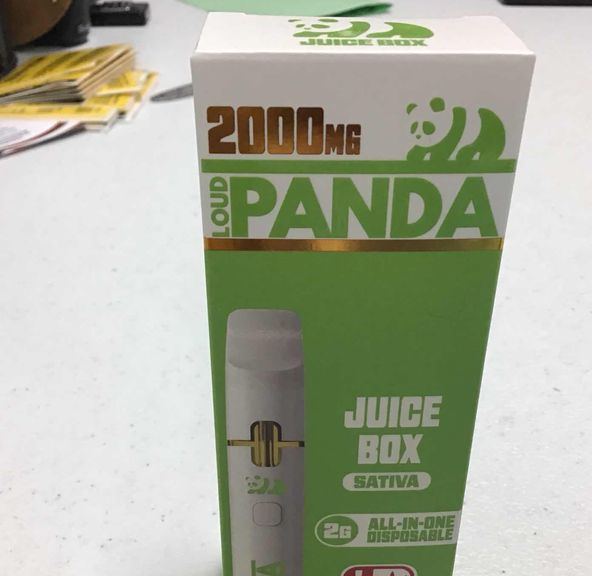 JUICE BOX
2000MG
LOUD
PANDA
JUICE
BOX
SATIVA
2G
ALL-IN-ONE
DISPOSABLE